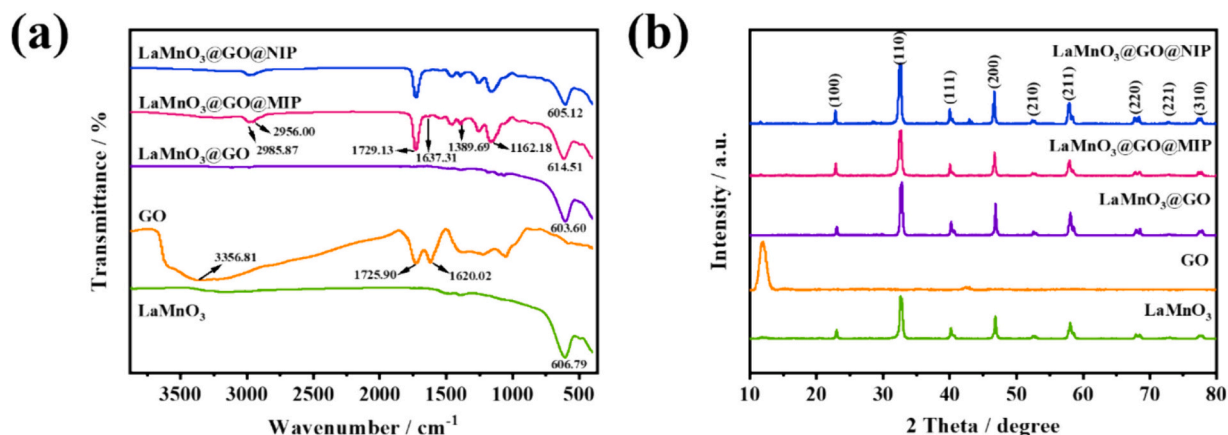 (a)
LaMnO₃@GO@NIP
605.12
LaMnO₃@GO@MIP
2956.00
2985.87
1729.13
1637.31
1389.69
1162.18
614.51
LaMnO₃@GO
603.60
GO
3356.81
1725.90
1620.02
LaMnO₃
606.79
Transmittance / %
3500 3000 2500 2000 1500 1000 500
Wavenumber / cm⁻¹
(b)
LaMnO₃@GO@NIP
(100)
(110)
(111)
(200)
(210)
(211)
(220)
(221)
(310)
LaMnO₃@GO@MIP
LaMnO₃@GO
GO
LaMnO₃
Intensity / a.u.
10 20 30 40 50 60 70 80
2 Theta / degree